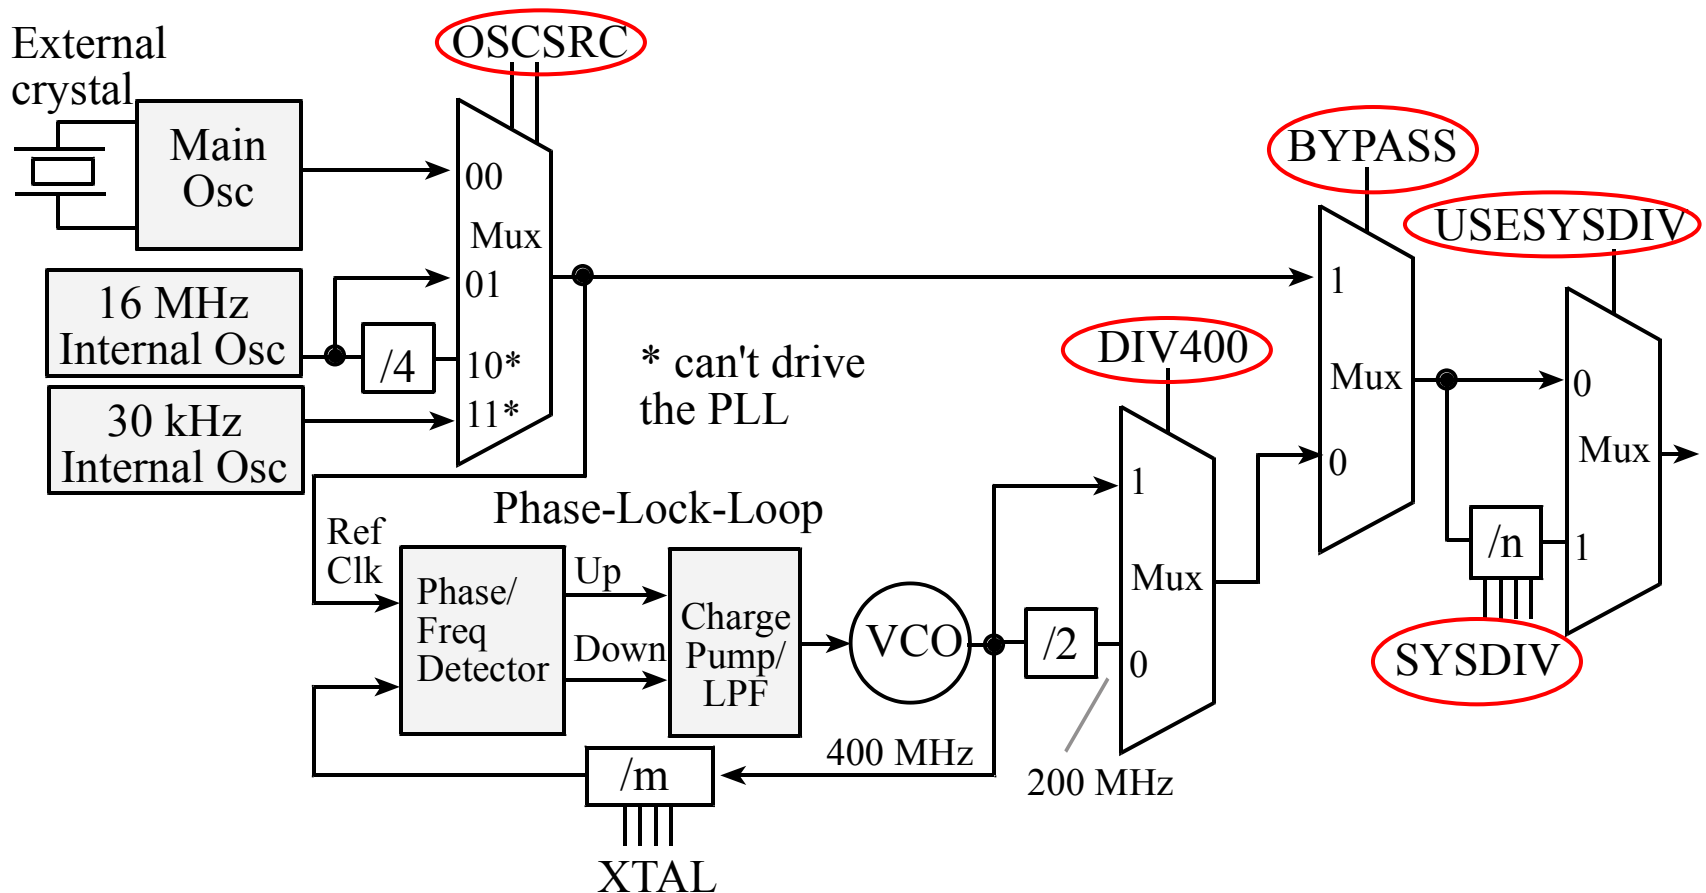 External
crystal
OSCSRC
Main
Osc
00
Mux
01
16 MHz
Internal Osc
/4
10*
11*
30 kHz
Internal Osc
* can't drive
the PLL
BYPASS
USESYSDIV
1
Mux
0
0
Mux
1
/n
SYSDIV
DIV400
1
Mux
0
Phase-Lock-Loop
Ref
Clk
Phase/
Freq
Detector
Up
Down
Charge
Pump/
LPF
VCO
/2
400 MHz
200 MHz
/m
XTAL